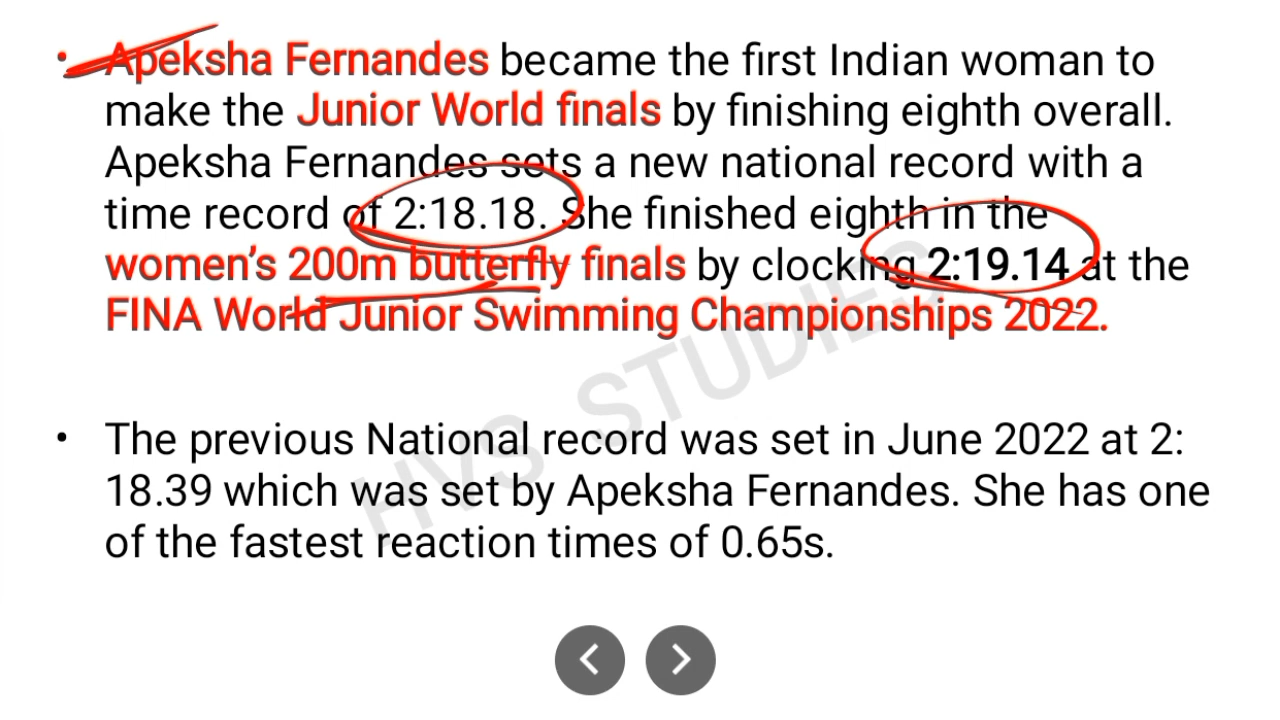 • Apeksha Fernandes became the first Indian woman to
make the Junior World finals by finishing eighth overall.
Apeksha Fernandes sets a new national record with a
time record of 2:18.18. She finished eighth in the
women's 200m butterfly finals by clocking 2:19.14 at the
FINA World Junior Swimming Championships 2022.
• The previous National record was set in June 2022 at 2:
18.39 which was set by Apeksha Fernandes. She has one
of the fastest reaction times of 0.65s.
HVS STUDIES